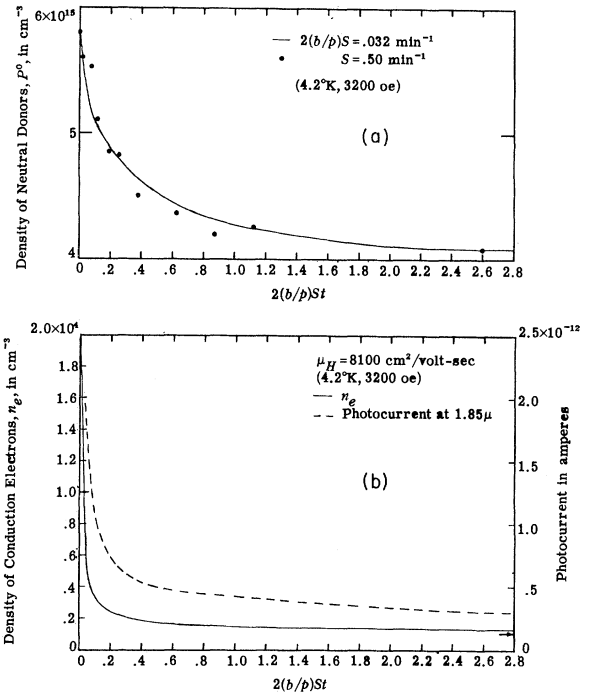 6×10¹⁵
Density of Neutral Donors, P⁰, in cm⁻³
5
4
— 2(b/p)S = .032 min⁻¹
• S = .50 min⁻¹
(4.2°K, 3200 oe)
(a)
0 .2 .4 .6 .8 1.0 1.2 1.4 1.6 1.8 2.0 2.2 2.4 2.6 2.8
2(b/p)St
2.0×10⁴
1.8
1.6
1.4
1.2
1.0
.8
.6
.4
.2
0
Density of Conduction Electrons, nₑ, in cm⁻³
μ_H = 8100 cm²/volt-sec
(4.2°K, 3200 oe)
— nₑ
– – Photocurrent at 1.85μ
(b)
2.5×10⁻¹²
2.0
1.5
1.0
.5
0
Photocurrent in amperes
0 .2 .4 .6 .8 1.0 1.2 1.4 1.6 1.8 2.0 2.2 2.4 2.6 2.8
2(b/p)St